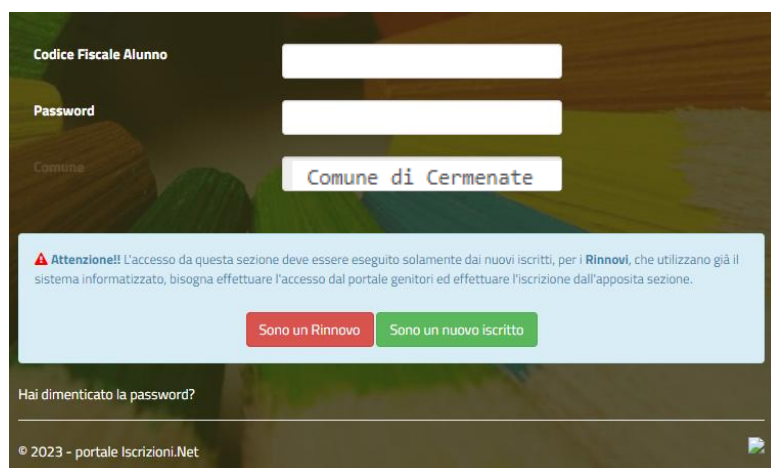 Codice Fiscale Alunno
Password
Comune
Comune di Cermenate
Attenzione!! L'accesso da questa sezione deve essere eseguito solamente dai nuovi iscritti, per i Rinnovi, che utilizzano già il
sistema informatizzato, bisogna effettuare l'accesso dal portale genitori ed effettuare l'iscrizione dall'apposita sezione.
Sono un Rinnovo Sono un nuovo iscritto
Hai dimenticato la password?
© 2023 - portale Iscrizioni.Net